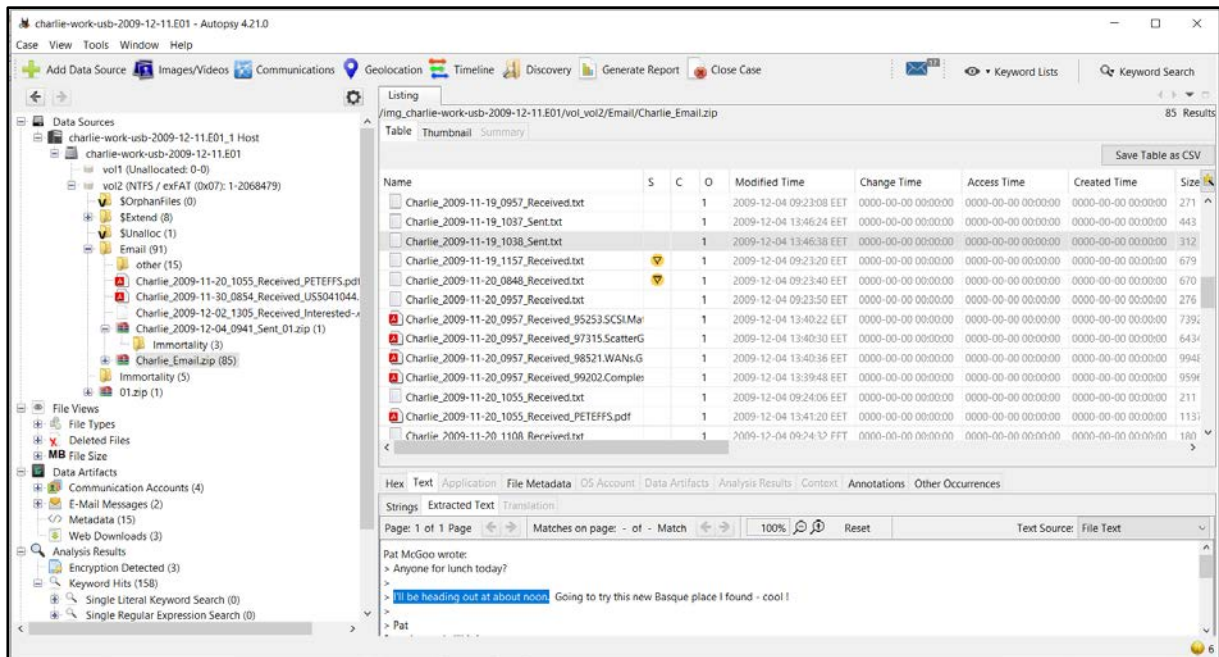 charlie-work-usb-2009-12-11.E01 - Autopsy 4.21.0
Case View Tools Window Help
Add Data Source Images/Videos Communications Geolocation Timeline Discovery Generate Report Close Case Keyword Lists Keyword Search
Data Sources
charlie-work-usb-2009-12-11.E01_1 Host
charlie-work-usb-2009-12-11.E01
vol1 (Unallocated: 0-0)
vol2 (NTFS / exFAT (0x07): 1-2068479)
$OrphanFiles (0)
$Extend (8)
$Unalloc (1)
Email (91)
other (15)
Charlie_2009-11-20_1055_Received_PETEFFS.pdf
Charlie_2009-11-30_0854_Received_US5041044.
Charlie_2009-12-02_1305_Received_Interested-
Charlie_2009-12-04_0941_Sent_01.zip (1)
Immortality (3)
Charlie_Email.zip (85)
Immortality (5)
01.zip (1)
File Views
File Types
Deleted Files
MB File Size
Data Artifacts
Communication Accounts (4)
E-Mail Messages (2)
Metadata (15)
Web Downloads (3)
Analysis Results
Encryption Detected (3)
Keyword Hits (158)
Single Literal Keyword Search (0)
Single Regular Expression Search (0)
Listing
/img_charlie-work-usb-2009-12-11.E01/vol_vol2/Email/Charlie_Email.zip 85 Results
Table Thumbnail Summary
Save Table as CSV
Name S C O Modified Time Change Time Access Time Created Time Size
Charlie_2009-11-19_0957_Received.txt 1 2009-12-04 09:23:08 EET 0000-00-00 00:00:00 0000-00-00 00:00:00 0000-00-00 00:00:00 271
Charlie_2009-11-19_1037_Sent.txt 1 2009-12-04 13:46:24 EET 0000-00-00 00:00:00 0000-00-00 00:00:00 0000-00-00 00:00:00 443
Charlie_2009-11-19_1038_Sent.txt 1 2009-12-04 13:46:38 EET 0000-00-00 00:00:00 0000-00-00 00:00:00 0000-00-00 00:00:00 312
Charlie_2009-11-19_1157_Received.txt 1 2009-12-04 09:23:20 EET 0000-00-00 00:00:00 0000-00-00 00:00:00 0000-00-00 00:00:00 679
Charlie_2009-11-20_0848_Received.txt 1 2009-12-04 09:23:40 EET 0000-00-00 00:00:00 0000-00-00 00:00:00 0000-00-00 00:00:00 670
Charlie_2009-11-20_0957_Received.txt 1 2009-12-04 09:23:50 EET 0000-00-00 00:00:00 0000-00-00 00:00:00 0000-00-00 00:00:00 276
Charlie_2009-11-20_0957_Received_95253.SCSI.Ma 1 2009-12-04 13:40:22 EET 0000-00-00 00:00:00 0000-00-00 00:00:00 0000-00-00 00:00:00 7392
Charlie_2009-11-20_0957_Received_97315.ScatterG 1 2009-12-04 13:40:30 EET 0000-00-00 00:00:00 0000-00-00 00:00:00 0000-00-00 00:00:00 6434
Charlie_2009-11-20_0957_Received_98521.WANs.G 1 2009-12-04 13:40:36 EET 0000-00-00 00:00:00 0000-00-00 00:00:00 0000-00-00 00:00:00 9948
Charlie_2009-11-20_0957_Received_99202.Comple 1 2009-12-04 13:39:48 EET 0000-00-00 00:00:00 0000-00-00 00:00:00 0000-00-00 00:00:00 9596
Charlie_2009-11-20_1055_Received.txt 1 2009-12-04 09:24:06 EET 0000-00-00 00:00:00 0000-00-00 00:00:00 0000-00-00 00:00:00 211
Charlie_2009-11-20_1055_Received_PETEFFS.pdf 1 2009-12-04 13:41:20 EET 0000-00-00 00:00:00 0000-00-00 00:00:00 0000-00-00 00:00:00 1137
Charlie_2009-11-20_1108_Received.txt 1 2009-12-04 09:24:32 EET 0000-00-00 00:00:00 0000-00-00 00:00:00 0000-00-00 00:00:00 180
Hex Text Application File Metadata OS Account Data Artifacts Analysis Results Context Annotations Other Occurrences
Strings Extracted Text Translation
Page: 1 of 1 Page Matches on page: - of - Match 100% Reset Text Source: File Text
Pat McGoo wrote:
> Anyone for lunch today?
>
> I'll be heading out at about noon. Going to try this new Basque place I found - cool !
>
> Pat
6